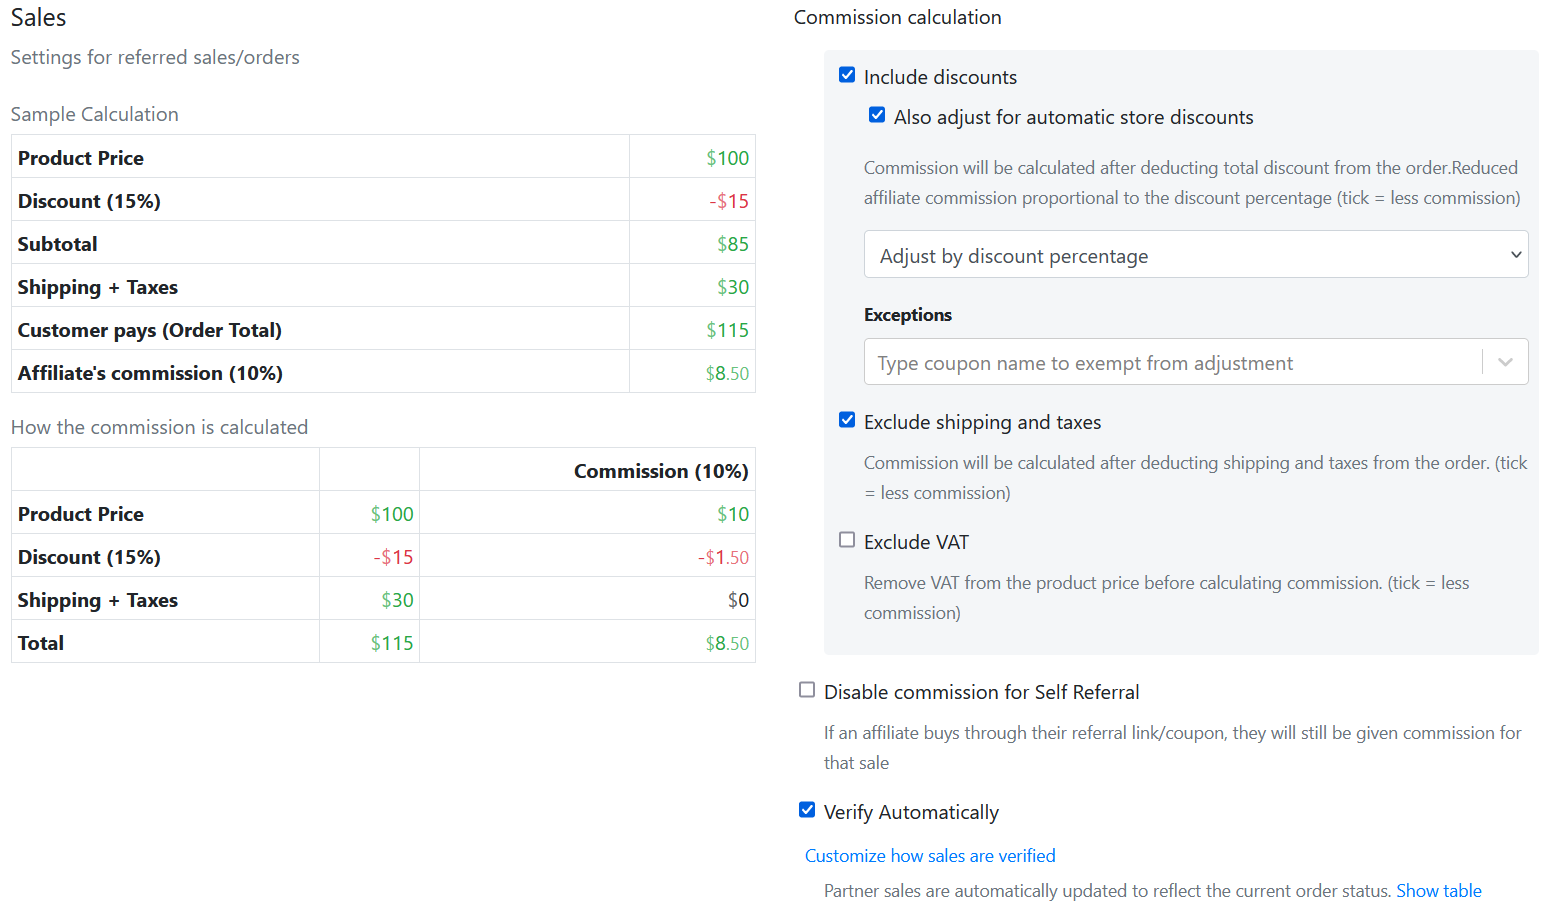 Sales
Settings for referred sales/orders
Sample Calculation
Product Price $100
Discount (15%) -$15
Subtotal $85
Shipping + Taxes $30
Customer pays (Order Total) $115
Affiliate's commission (10%) $8.50
How the commission is calculated
Commission (10%)
Product Price $100 $10
Discount (15%) -$15 -$1.50
Shipping + Taxes $30 $0
Total $115 $8.50
Commission calculation
Include discounts
Also adjust for automatic store discounts
Commission will be calculated after deducting total discount from the order.Reduced
affiliate commission proportional to the discount percentage (tick = less commission)
Adjust by discount percentage
Exceptions
Type coupon name to exempt from adjustment
Exclude shipping and taxes
Commission will be calculated after deducting shipping and taxes from the order. (tick
= less commission)
Exclude VAT
Remove VAT from the product price before calculating commission. (tick = less
commission)
Disable commission for Self Referral
If an affiliate buys through their referral link/coupon, they will still be given commission for
that sale
Verify Automatically
Customize how sales are verified
Partner sales are automatically updated to reflect the current order status. Show table